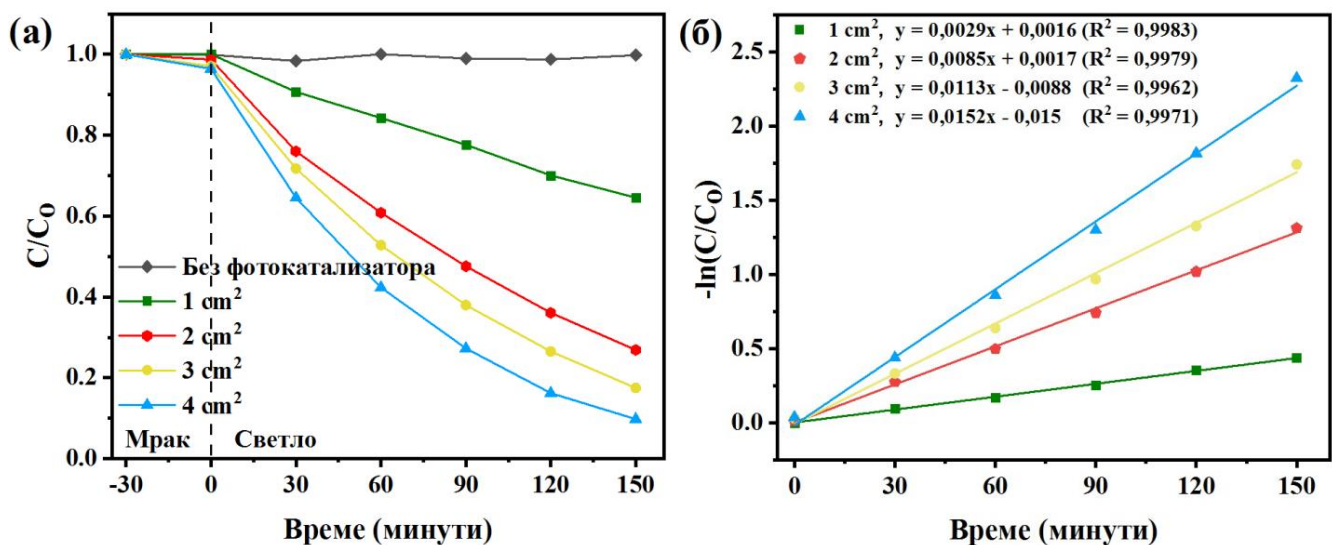 (а)
1.0
0.8
0.6
0.4
0.2
0.0
C/C₀
Без фотокатализатора
1 cm²
2 cm²
3 cm²
4 cm²
Мрак
Светло
-30 0 30 60 90 120 150
Време (минути)
(б)
2.5
2.0
1.5
1.0
0.5
0.0
-ln(C/C₀)
1 cm², y = 0,0029x + 0,0016 (R² = 0,9983)
2 cm², y = 0,0085x + 0,0017 (R² = 0,9979)
3 cm², y = 0,0113x - 0,0088 (R² = 0,9962)
4 cm², y = 0,0152x - 0,015 (R² = 0,9971)
0 30 60 90 120 150
Време (минути)